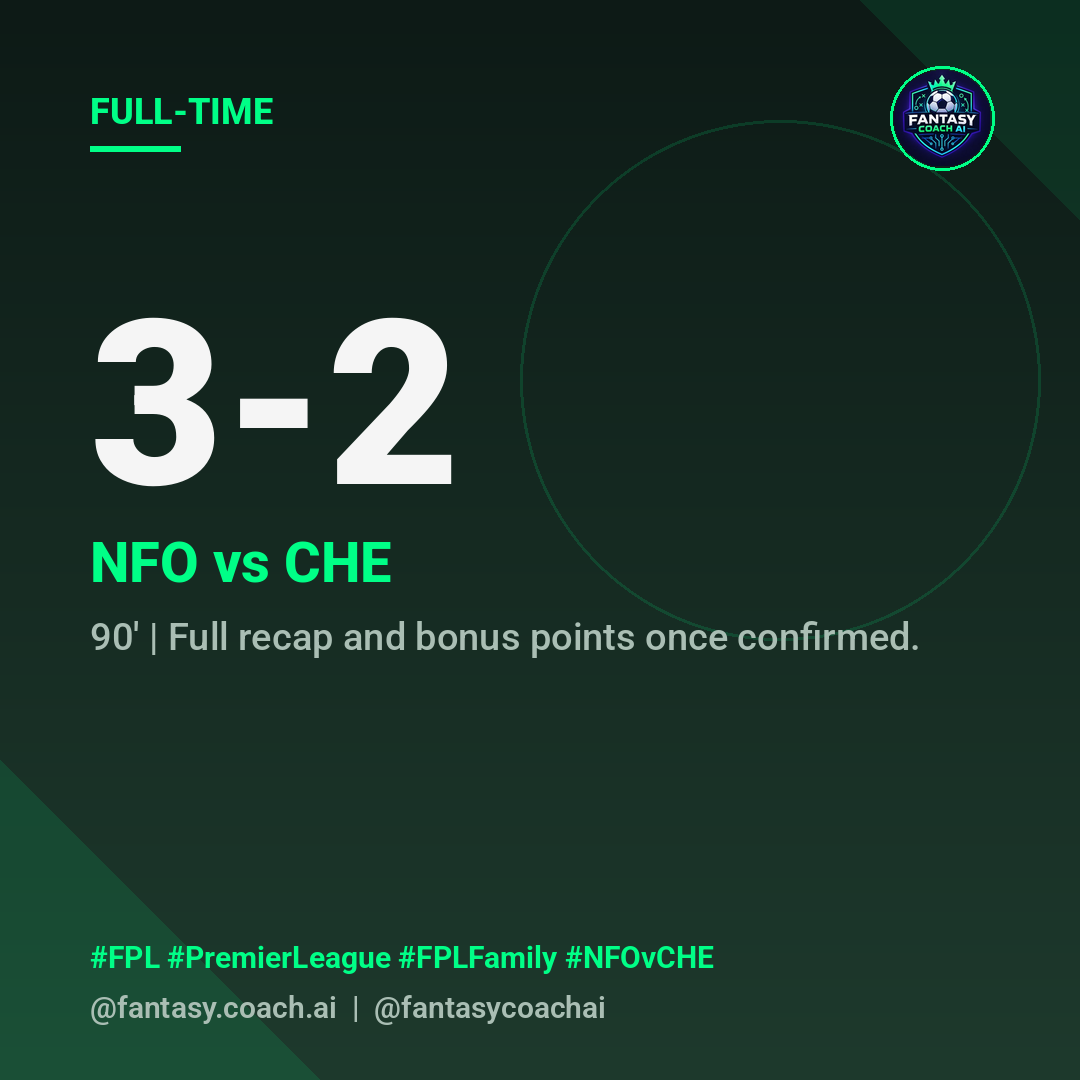 FULL-TIME
FANTASY
COACH AI
3-2
NFO vs CHE
90' | Full recap and bonus points once confirmed.
#FPL #PremierLeague #FPLFamily #NFOvCHE
@fantasy.coach.ai | @fantasycoachai